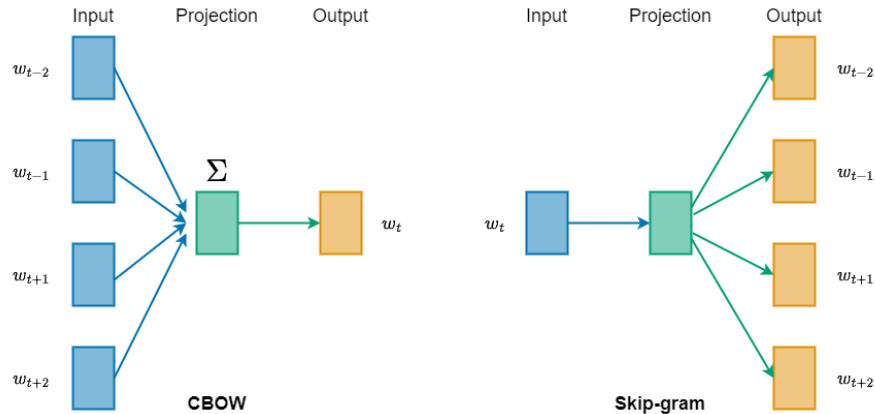 Input Projection Output
w_{t-2}
w_{t-1}
Σ
w_t
w_{t+1}
w_{t+2}
CBOW
Input Projection Output
w_{t-2}
w_{t-1}
w_t
w_{t+1}
w_{t+2}
Skip-gram